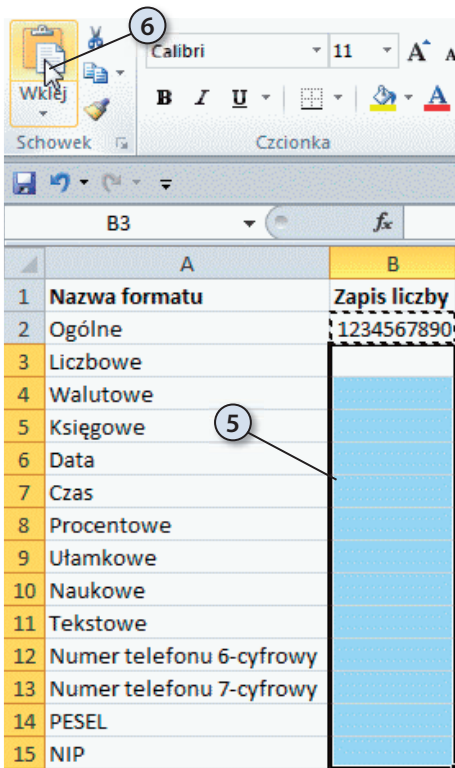 6
Calibri 11 A A
Wklej B I U A
Schowek Czcionka
B3 fx
A B
1 Nazwa formatu Zapis liczby
2 Ogólne 1234567890
3 Liczbowe
4 Walutowe
5 Księgowe 5
6 Data
7 Czas
8 Procentowe
9 Ułamkowe
10 Naukowe
11 Tekstowe
12 Numer telefonu 6-cyfrowy
13 Numer telefonu 7-cyfrowy
14 PESEL
15 NIP